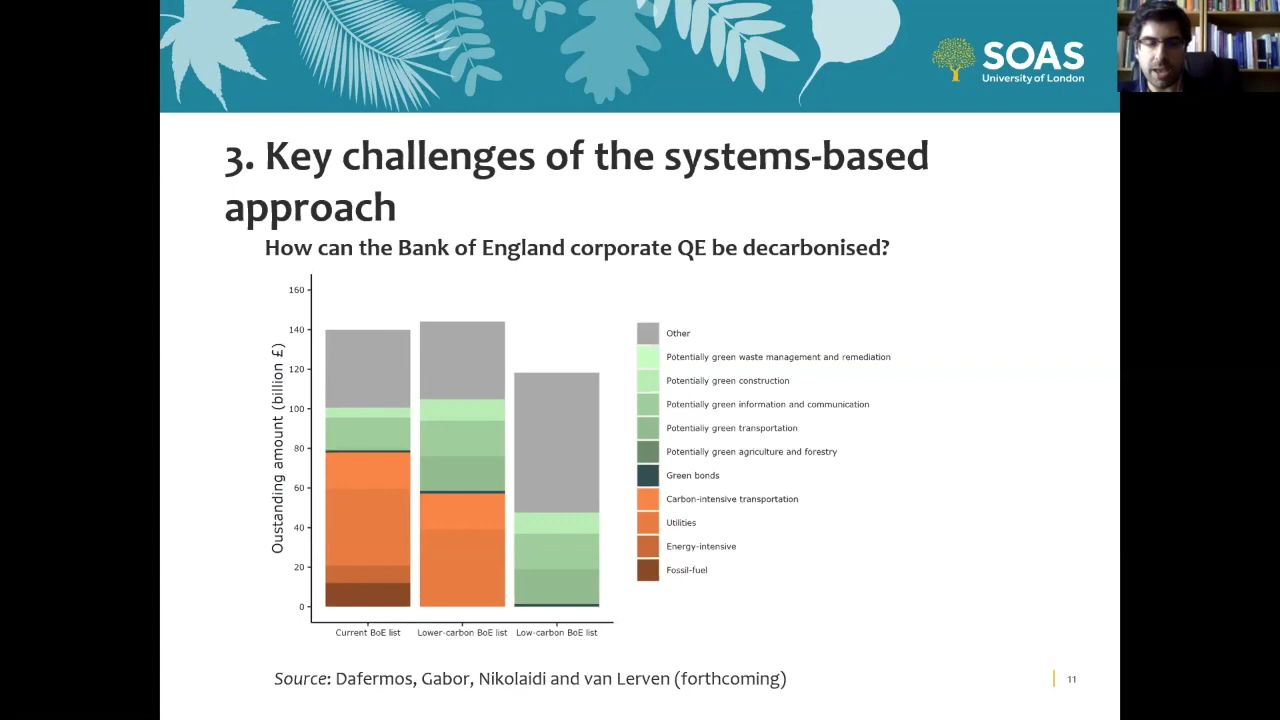 SOAS
University of London
3. Key challenges of the systems-based
approach
How can the Bank of England corporate QE be decarbonised?
Oustanding amount (billion £)
160
140
120
100
80
60
40
20
0
Current BoE list
Lower-carbon BoE list
Low-carbon BoE list
Other
Potentially green waste management and remediation
Potentially green construction
Potentially green information and communication
Potentially green transportation
Potentially green agriculture and forestry
Green bonds
Carbon-intensive transportation
Utilities
Energy-intensive
Fossil-fuel
Source: Dafermos, Gabor, Nikolaidi and van Lerven (forthcoming)
11